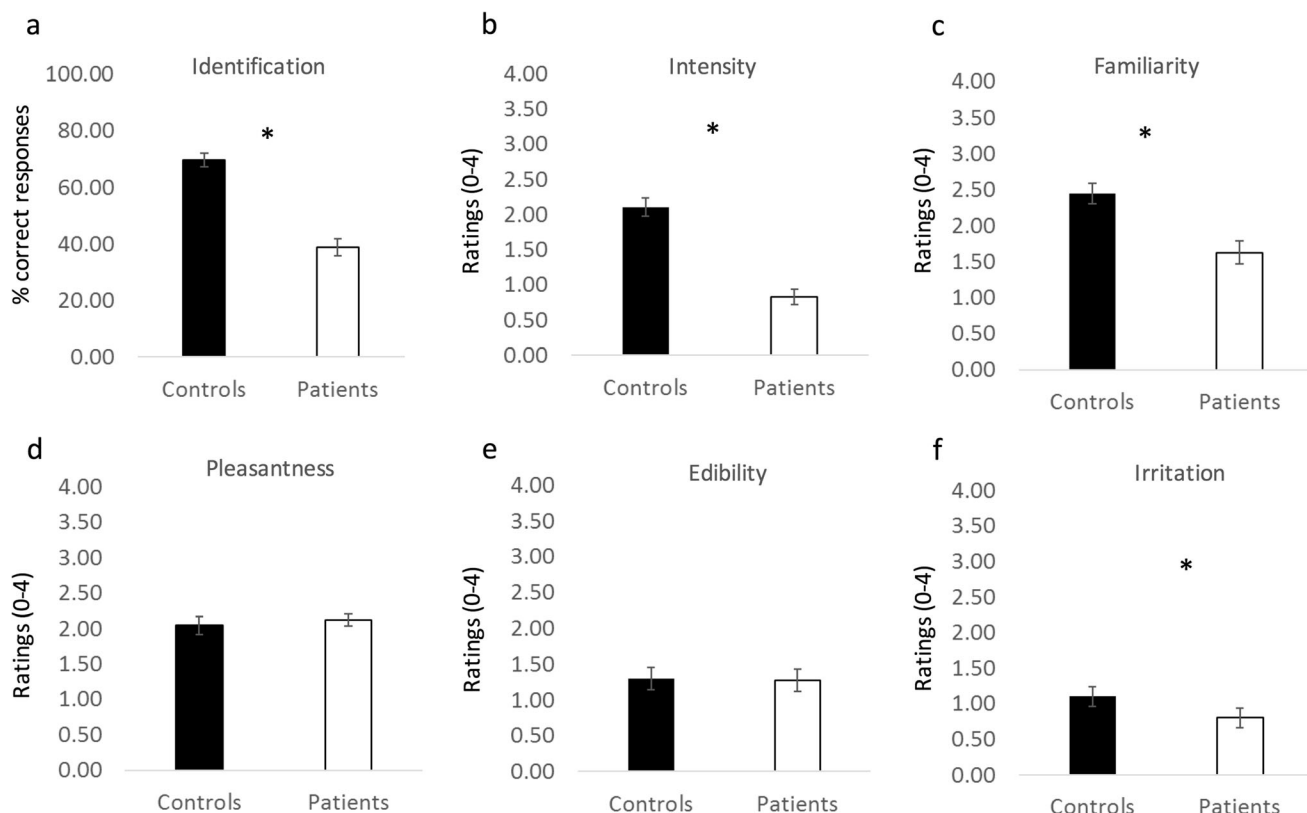 a
Identification
% correct responses
100.00
80.00
60.00
40.00
20.00
0.00
*
Controls
Patients
b
Intensity
Ratings (0-4)
4.00
3.50
3.00
2.50
2.00
1.50
1.00
0.50
0.00
*
Controls
Patients
c
Familiarity
Ratings (0-4)
4.00
3.50
3.00
2.50
2.00
1.50
1.00
0.50
0.00
*
Controls
Patients
d
Pleasantness
Ratings (0-4)
4.00
3.50
3.00
2.50
2.00
1.50
1.00
0.50
0.00
Controls
Patients
e
Edibility
Ratings (0-4)
4.00
3.50
3.00
2.50
2.00
1.50
1.00
0.50
0.00
Controls
Patients
f
Irritation
Ratings (0-4)
4.00
3.50
3.00
2.50
2.00
1.50
1.00
0.50
0.00
*
Controls
Patients